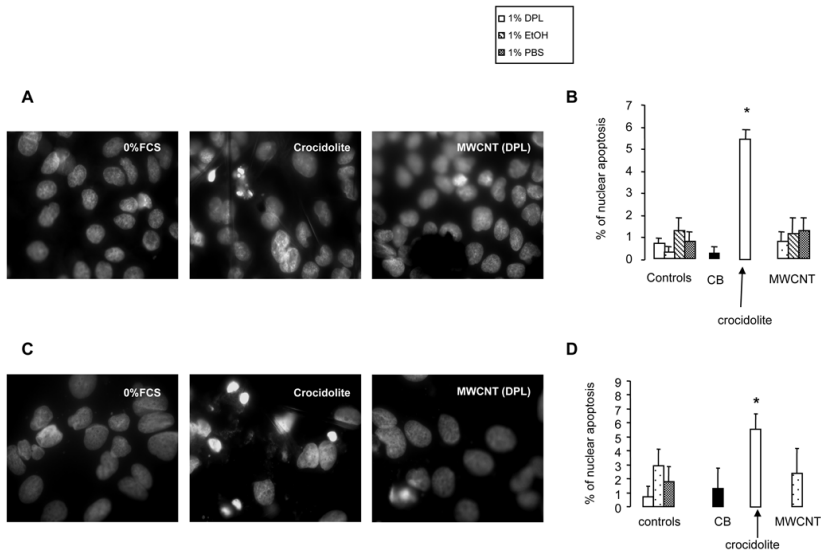 1% DPL
1% EtOH
1% PBS
A
0%FCS
Crocidolite
MWCNT (DPL)
B
% of nuclear apoptosis
7
6
5
4
3
2
1
0
*
Controls
CB
MWCNT
crocidolite
C
0%FCS
Crocidolite
MWCNT (DPL)
D
% of nuclear apoptosis
9
8
7
6
5
4
3
2
1
0
*
controls
CB
MWCNT
crocidolite